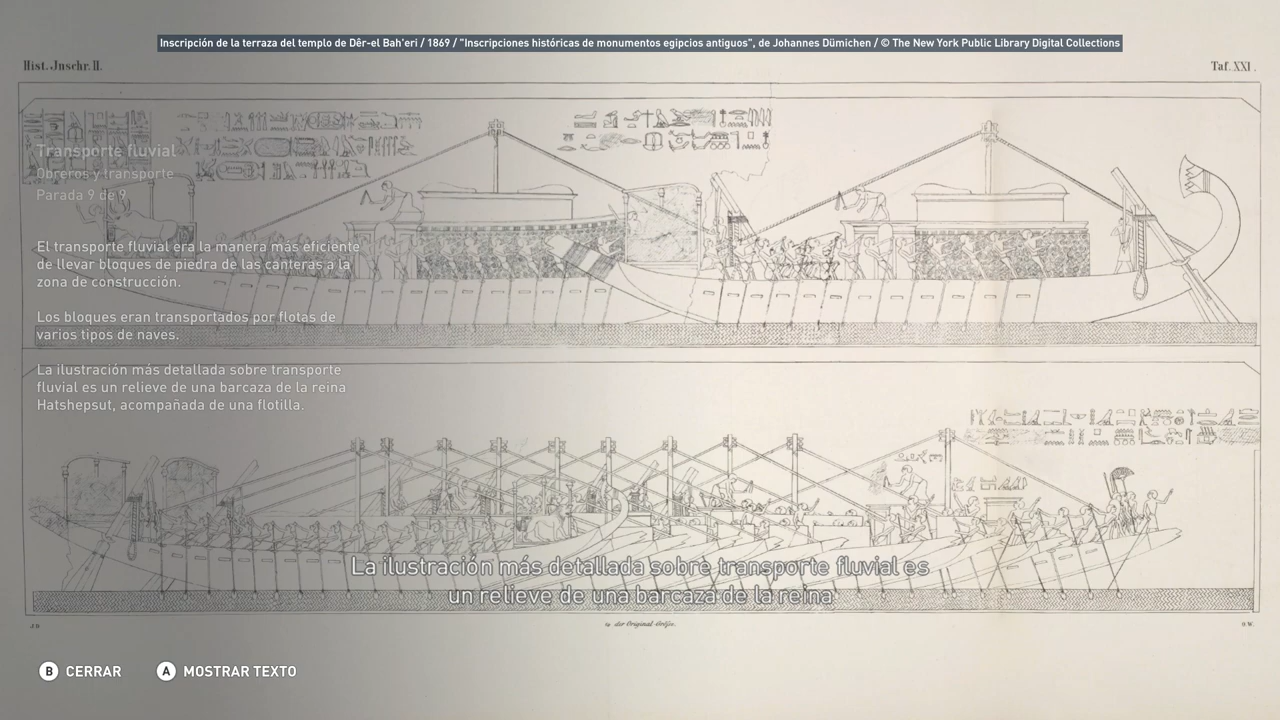 Inscripción de la terraza del templo de Dêr-el Bah'eri / 1869 / "Inscripciones históricas de monumentos egipcios antiguos", de Johannes Dümichen / © The New York Public Library Digital Collections
Hist. Jnschr. II.
Taf. XXI.
Transporte fluvial
Obreros y transporte
Parada 9 de 9
El transporte fluvial era la manera más eficiente
de llevar bloques de piedra de las canteras a la
zona de construcción.
Los bloques eran transportados por flotas de
varios tipos de naves.
La ilustración más detallada sobre transporte
fluvial es un relieve de una barcaza de la reina
Hatshepsut, acompañada de una flotilla.
La ilustración más detallada sobre transporte fluvial es
un relieve de una barcaza de la reina
der Original-Größe.
J.D.
B CERRAR
A MOSTRAR TEXTO